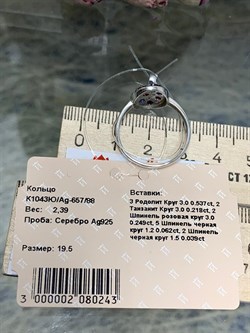 Кольцо
К1043Ю/Ag-657/88
Вес: 2,39
Проба: Серебро Ag925
Размер: 19.5
Вставки:
3 Родолит Круг 3.0 0.537ct, 2
Танзанит Круг 3.0 0.218ct, 2
Шпинель розовая круг 3.0
0.249ct, 5 Шпинель черная
круг 1.2 0.062ct, 2 Шпинель
черная круг 1.5 0.039ct
3 000002 080243